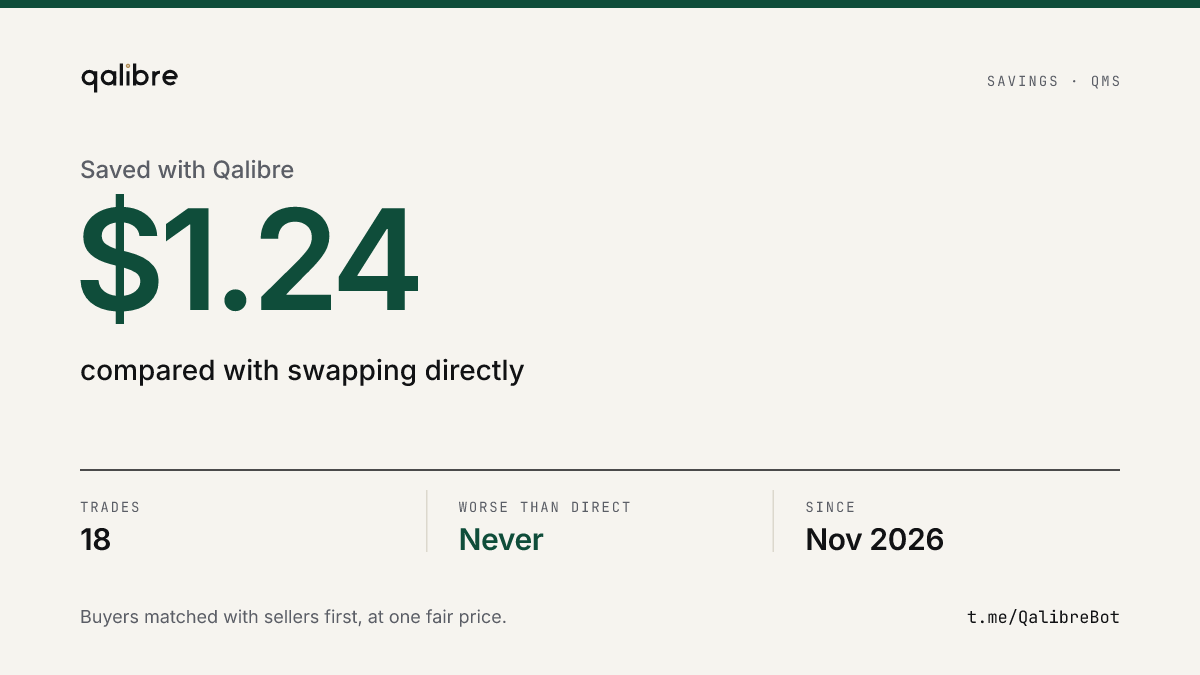 qalibre
SAVINGS · QMS
Saved with Qalibre
$1.24
compared with swapping directly
TRADES
18
WORSE THAN DIRECT
Never
SINCE
Nov 2026
Buyers matched with sellers first, at one fair price.
t.me/QalibreBot